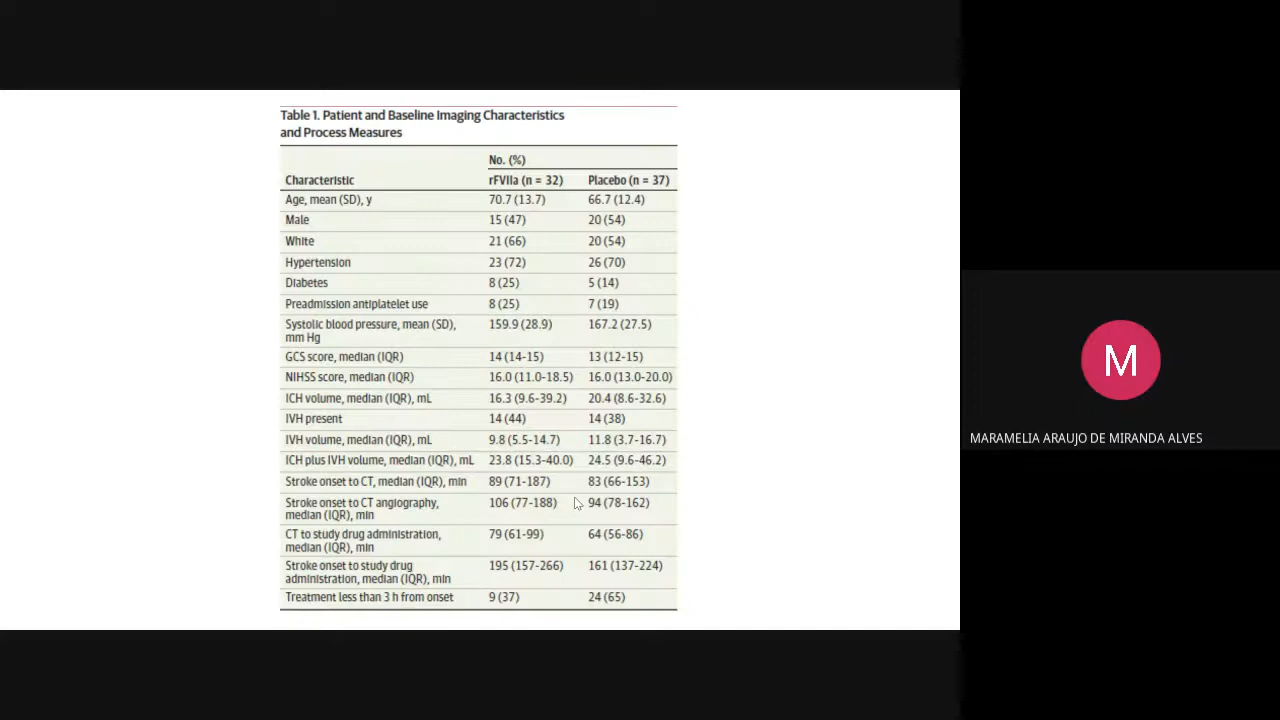 Table 1. Patient and Baseline Imaging Characteristics
and Process Measures
No. (%)
Characteristic rFVIIa (n = 32) Placebo (n = 37)
Age, mean (SD), y 70.7 (13.7) 66.7 (12.4)
Male 15 (47) 20 (54)
White 21 (66) 20 (54)
Hypertension 23 (72) 26 (70)
Diabetes 8 (25) 5 (14)
Preadmission antiplatelet use 8 (25) 7 (19)
Systolic blood pressure, mean (SD), 159.9 (28.9) 167.2 (27.5)
mm Hg
GCS score, median (IQR) 14 (14-15) 13 (12-15)
NIHSS score, median (IQR) 16.0 (11.0-18.5) 16.0 (13.0-20.0)
ICH volume, median (IQR), mL 16.3 (9.6-39.2) 20.4 (8.6-32.6)
IVH present 14 (44) 14 (38)
IVH volume, median (IQR), mL 9.8 (5.5-14.7) 11.8 (3.7-16.7)
ICH plus IVH volume, median (IQR), mL 23.8 (15.3-40.0) 24.5 (9.6-46.2)
Stroke onset to CT, median (IQR), min 89 (71-187) 83 (66-153)
Stroke onset to CT angiography, 106 (77-188) 94 (78-162)
median (IQR), min
CT to study drug administration, 79 (61-99) 64 (56-86)
median (IQR), min
Stroke onset to study drug 195 (157-266) 161 (137-224)
administration, median (IQR), min
Treatment less than 3 h from onset 9 (37) 24 (65)
M
MARAMELIA ARAUJO DE MIRANDA ALVES